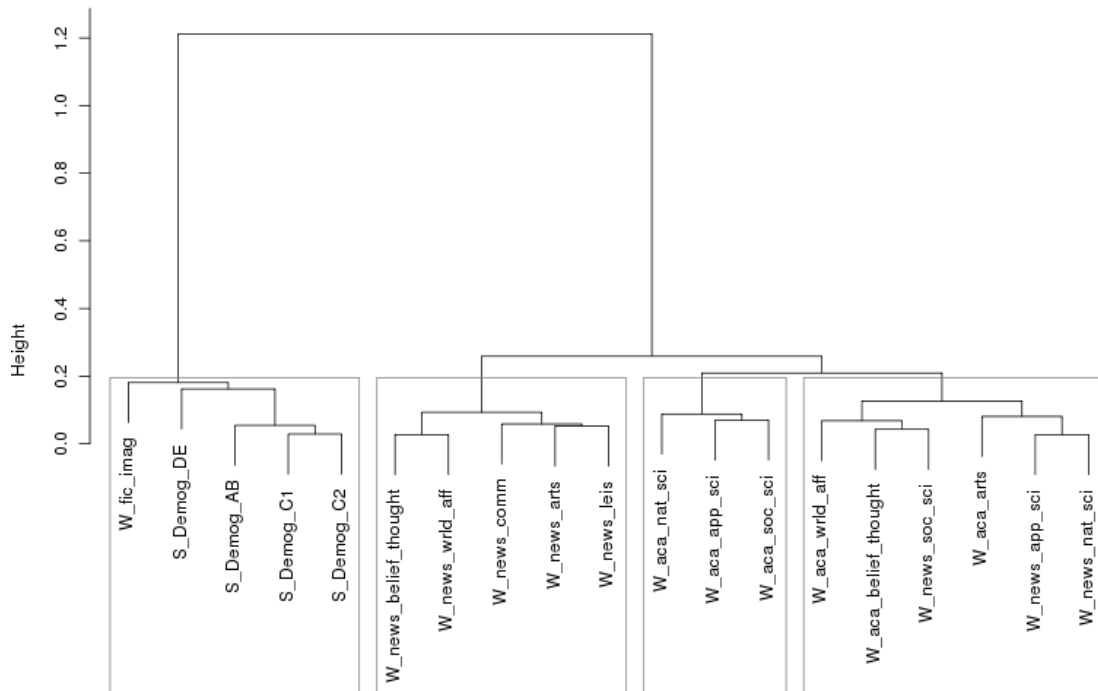 Height
1.2
1.0
0.8
0.6
0.4
0.2
0.0
W_fic_imag
S_Demog_DE
S_Demog_AB
S_Demog_C1
S_Demog_C2
W_news_belief_thought
W_news_wrld_aff
W_news_comm
W_news_arts
W_news_leis
W_aca_nat_sci
W_aca_app_sci
W_aca_soc_sci
W_aca_wrld_aff
W_aca_belief_thought
W_news_soc_sci
W_aca_arts
W_news_app_sci
W_news_nat_sci